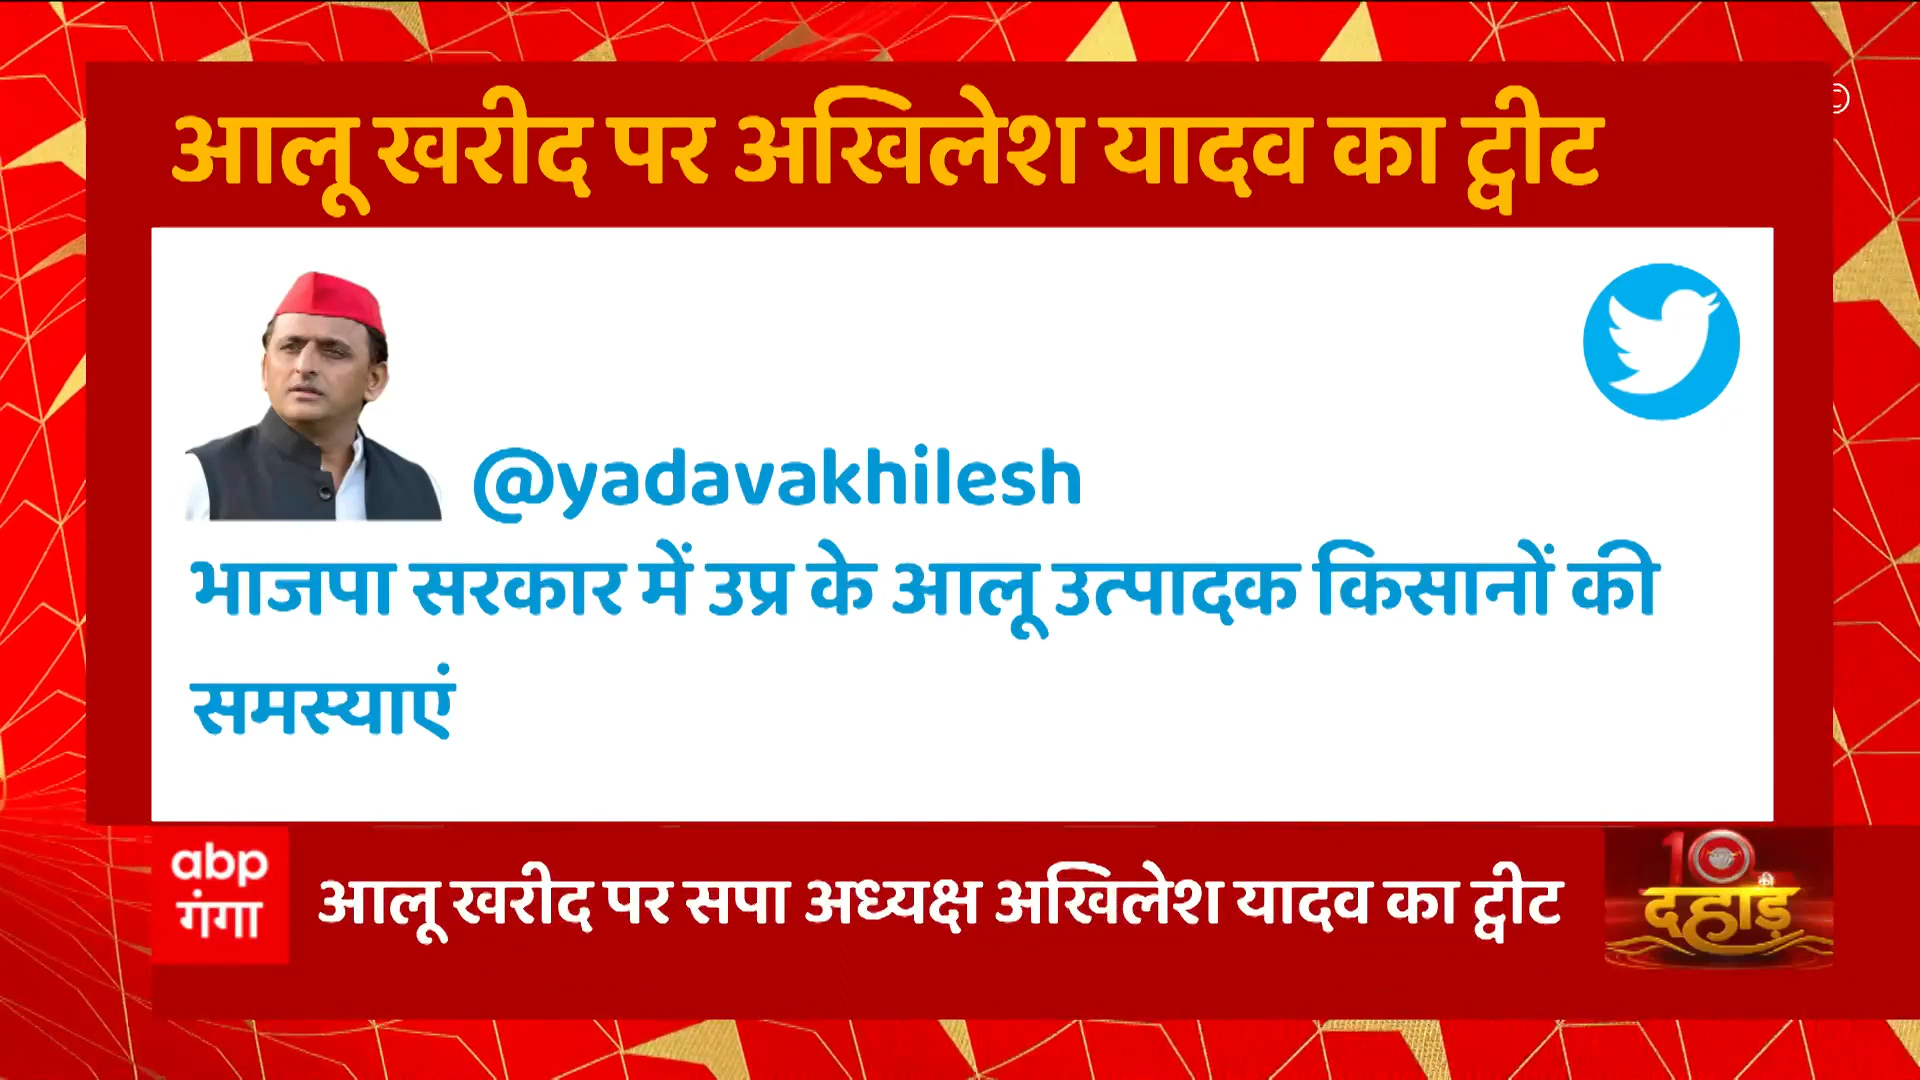 आलू खरीद पर अखिलेश यादव का ट्वीट
@yadavakhilesh
भाजपा सरकार में उप्र के आलू उत्पादक किसानों की
समस्याएं
abp
गंगा
आलू खरीद पर सपा अध्यक्ष अखिलेश यादव का ट्वीट
10
की
दहाड़